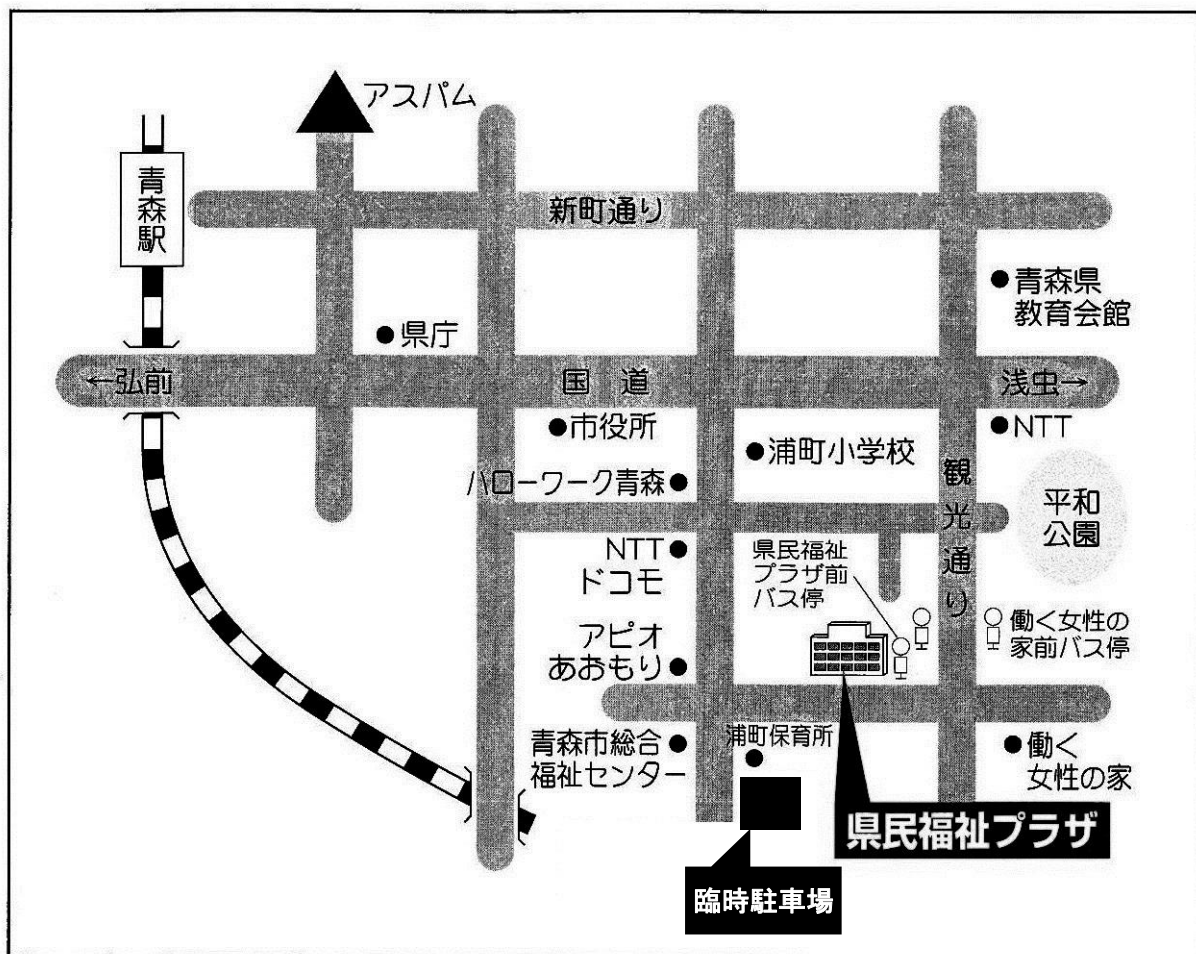 アスパム
青森駅
新町通り
青森県
教育会館
県庁
←弘前
国道
浅虫→
市役所
NTT
浦町小学校
ハローワーク青森
観光通り
平和
公園
NTT
ドコモ
県民福祉
プラザ前
バス停
働く女性の
家前バス停
アピオ
あおもり
浦町保育所
青森市総合
福祉センター
働く
女性の家
県民福祉プラザ
臨時駐車場